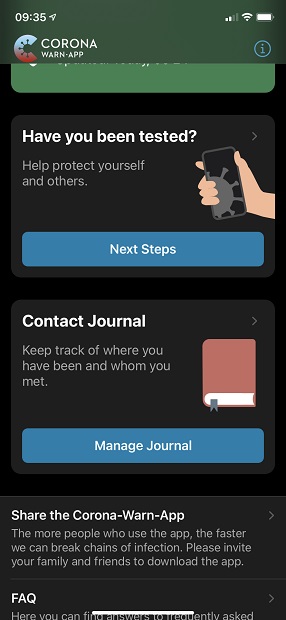 09:35
CORONA
WARN-APP
Have you been tested?
Help protect yourself
and others.
Next Steps
Contact Journal
Keep track of where you
have been and whom you
met.
Manage Journal
Share the Corona-Warn-App
The more people who use the app, the faster
we can break chains of infection. Please invite
your family and friends to download the app.
FAQ
Here you can find answers to frequently asked